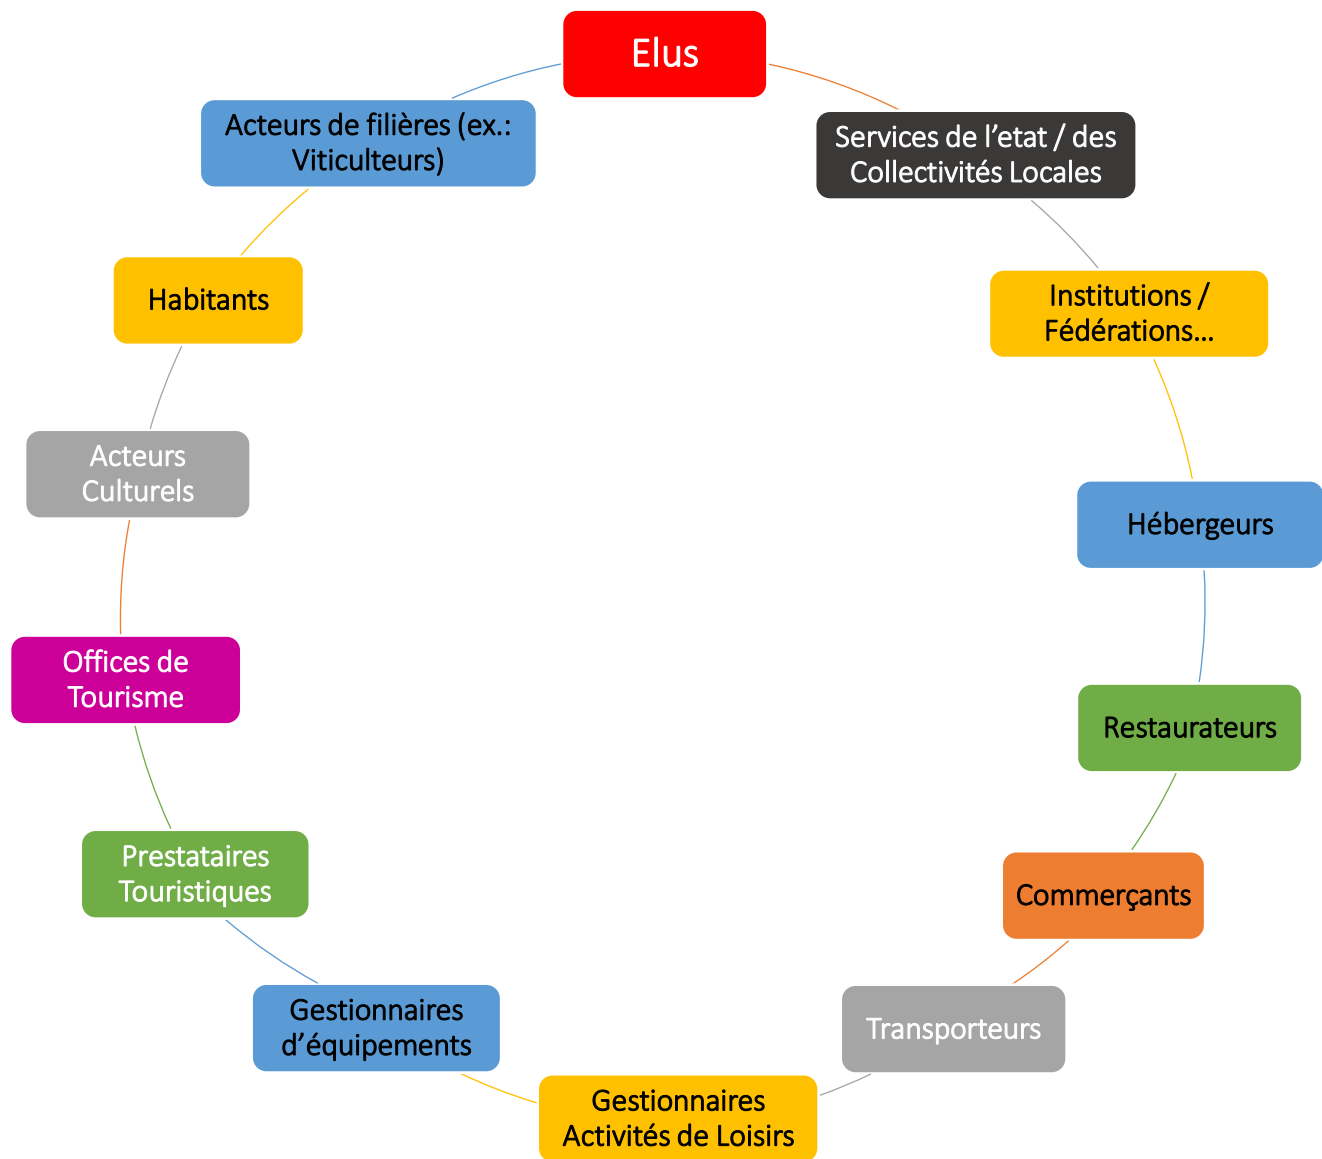 Elus
Services de l’etat / des
Collectivités Locales
Institutions /
Fédérations...
Hébergeurs
Restaurateurs
Commerçants
Transporteurs
Gestionnaires
Activités de Loisirs
Gestionnaires
d’équipements
Prestataires
Touristiques
Offices de
Tourisme
Acteurs
Culturels
Habitants
Acteurs de filières (ex.:
Viticulteurs)